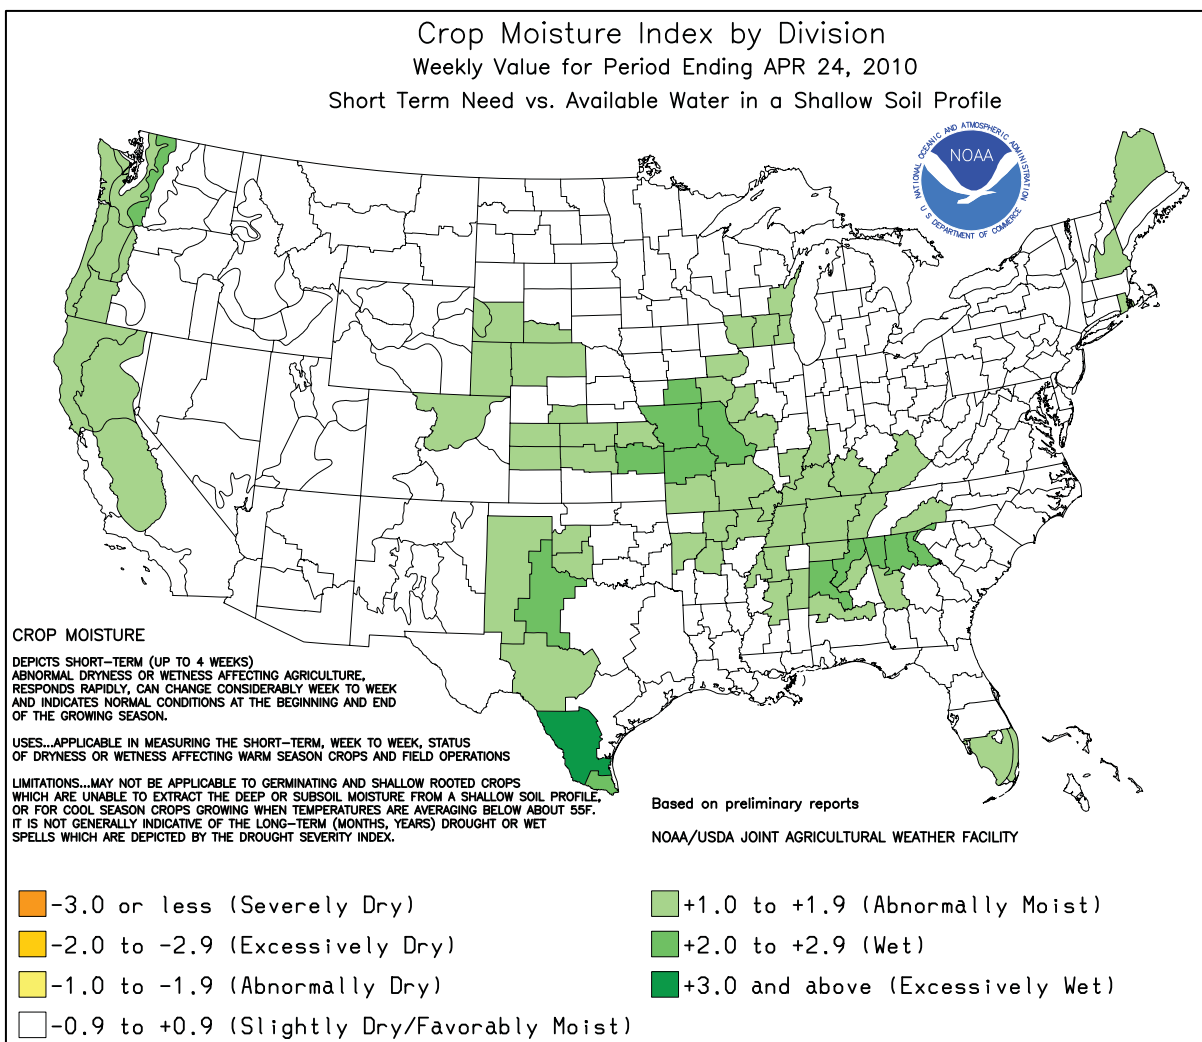 Crop Moisture Index by Division
Weekly Value for Period Ending APR 24, 2010
Short Term Need vs. Available Water in a Shallow Soil Profile
NATIONAL OCEANIC AND ATMOSPHERIC ADMINISTRATION
NOAA
U.S. DEPARTMENT OF COMMERCE
CROP MOISTURE
DEPICTS SHORT-TERM (UP TO 4 WEEKS)
ABNORMAL DRYNESS OR WETNESS AFFECTING AGRICULTURE,
RESPONDS RAPIDLY, CAN CHANGE CONSIDERABLY WEEK TO WEEK
AND INDICATES NORMAL CONDITIONS AT THE BEGINNING AND END
OF THE GROWING SEASON.
USES...APPLICABLE IN MEASURING THE SHORT-TERM, WEEK TO WEEK, STATUS
OF DRYNESS OR WETNESS AFFECTING WARM SEASON CROPS AND FIELD OPERATIONS
LIMITATIONS...MAY NOT BE APPLICABLE TO GERMINATING AND SHALLOW ROOTED CROPS
WHICH ARE UNABLE TO EXTRACT THE DEEP OR SUBSOIL MOISTURE FROM A SHALLOW SOIL PROFILE,
OR FOR COOL SEASON CROPS GROWING WHEN TEMPERATURES ARE AVERAGING BELOW ABOUT 55F.
IT IS NOT GENERALLY INDICATIVE OF THE LONG-TERM (MONTHS, YEARS) DROUGHT OR WET
SPELLS WHICH ARE DEPICTED BY THE DROUGHT SEVERITY INDEX.
Based on preliminary reports
NOAA/USDA JOINT AGRICULTURAL WEATHER FACILITY
-3.0 or less (Severely Dry)
-2.0 to -2.9 (Excessively Dry)
-1.0 to -1.9 (Abnormally Dry)
-0.9 to +0.9 (Slightly Dry/Favorably Moist)
+1.0 to +1.9 (Abnormally Moist)
+2.0 to +2.9 (Wet)
+3.0 and above (Excessively Wet)